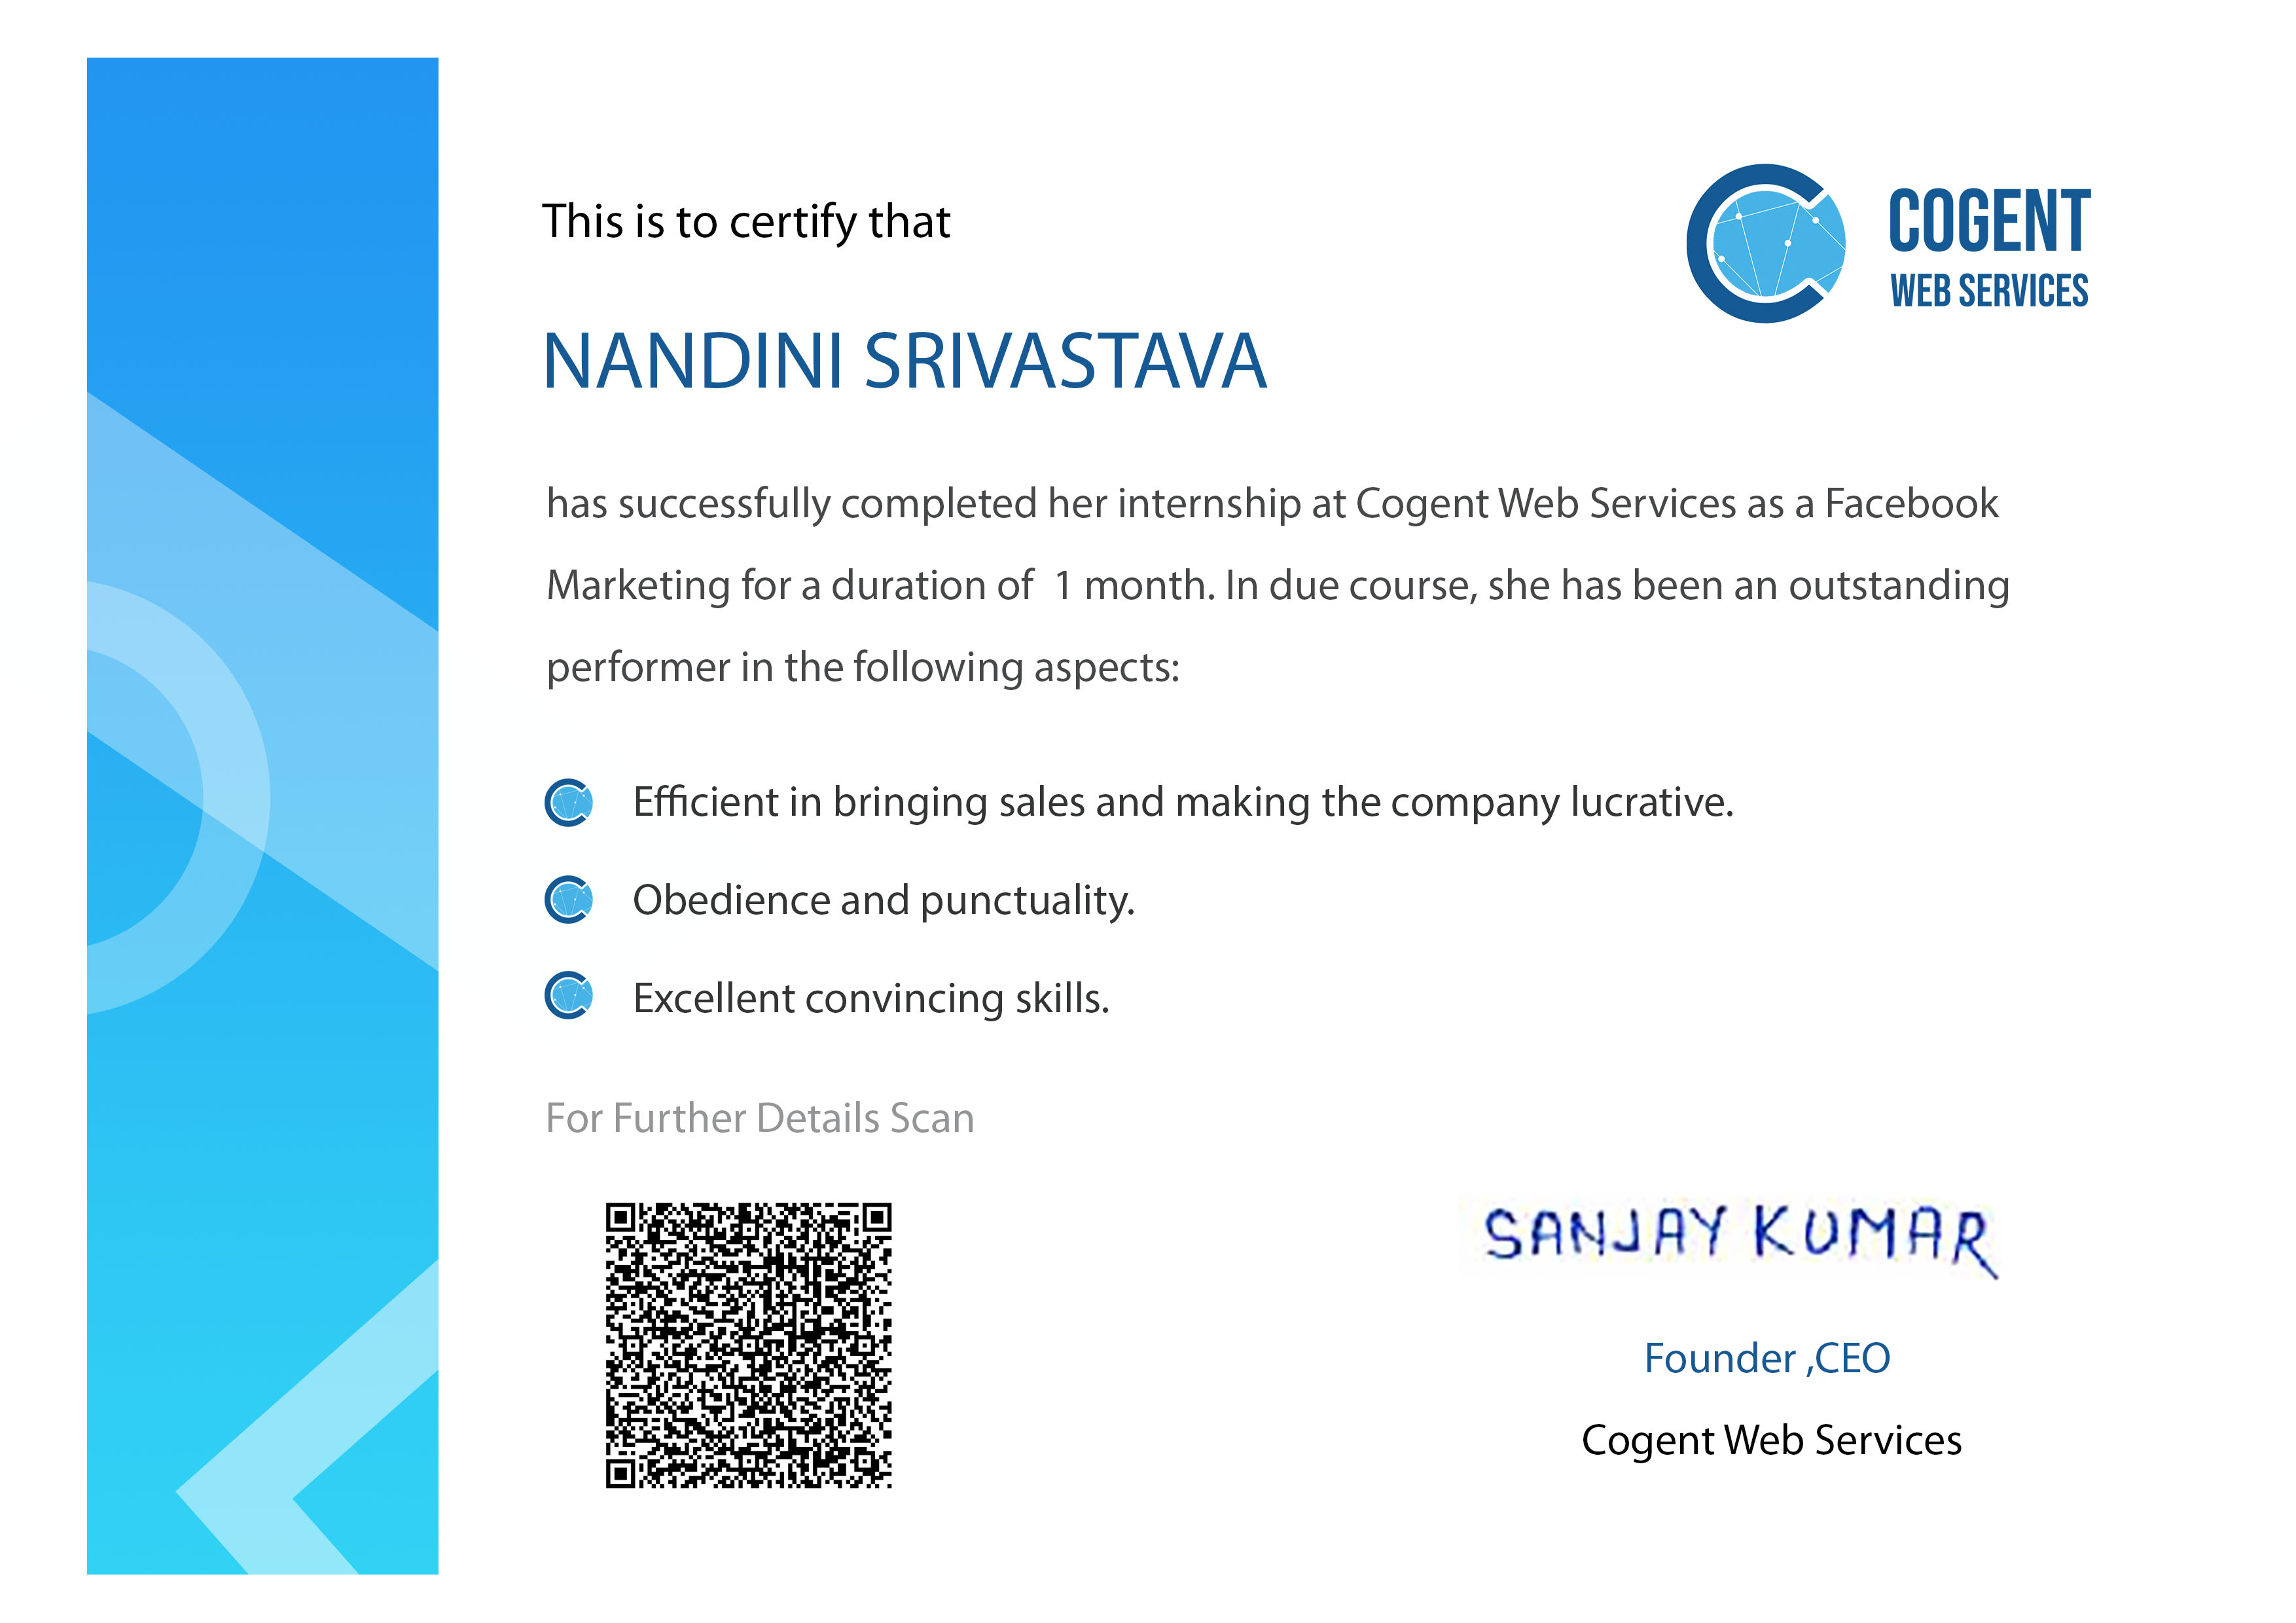 This is to certify that
COGENT
WEB SERVICES
NANDINI SRIVASTAVA
has successfully completed her internship at Cogent Web Services as a Facebook
Marketing for a duration of 1 month. In due course, she has been an outstanding
performer in the following aspects:
Efficient in bringing sales and making the company lucrative.
Obedience and punctuality.
Excellent convincing skills.
For Further Details Scan
SANJAY KUMAR
Founder ,CEO
Cogent Web Services